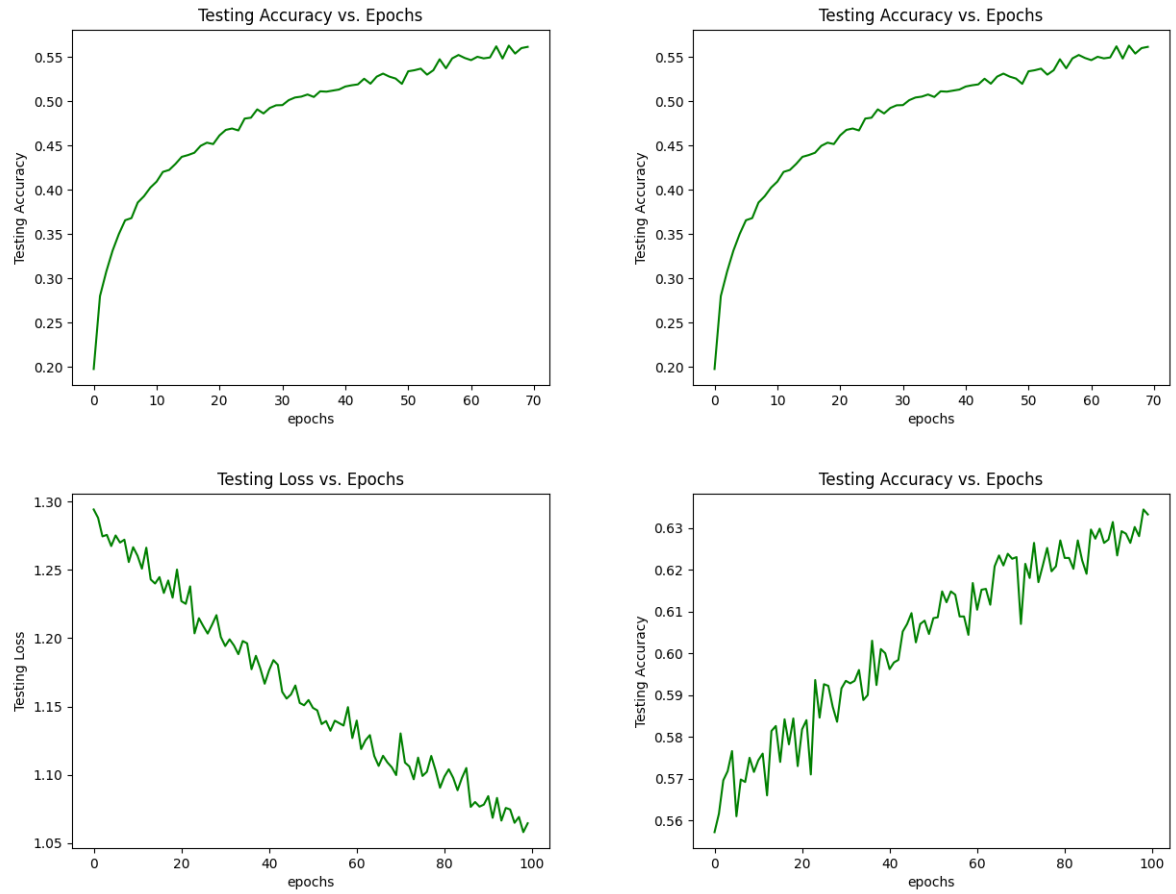 Testing Accuracy vs. Epochs
Testing Accuracy
0.55
0.50
0.45
0.40
0.35
0.30
0.25
0.20
0 10 20 30 40 50 60 70
epochs
Testing Accuracy vs. Epochs
Testing Accuracy
0.55
0.50
0.45
0.40
0.35
0.30
0.25
0.20
0 10 20 30 40 50 60 70
epochs
Testing Loss vs. Epochs
Testing Loss
1.30
1.25
1.20
1.15
1.10
1.05
0 20 40 60 80 100
epochs
Testing Accuracy vs. Epochs
Testing Accuracy
0.63
0.62
0.61
0.60
0.59
0.58
0.57
0.56
0 20 40 60 80 100
epochs